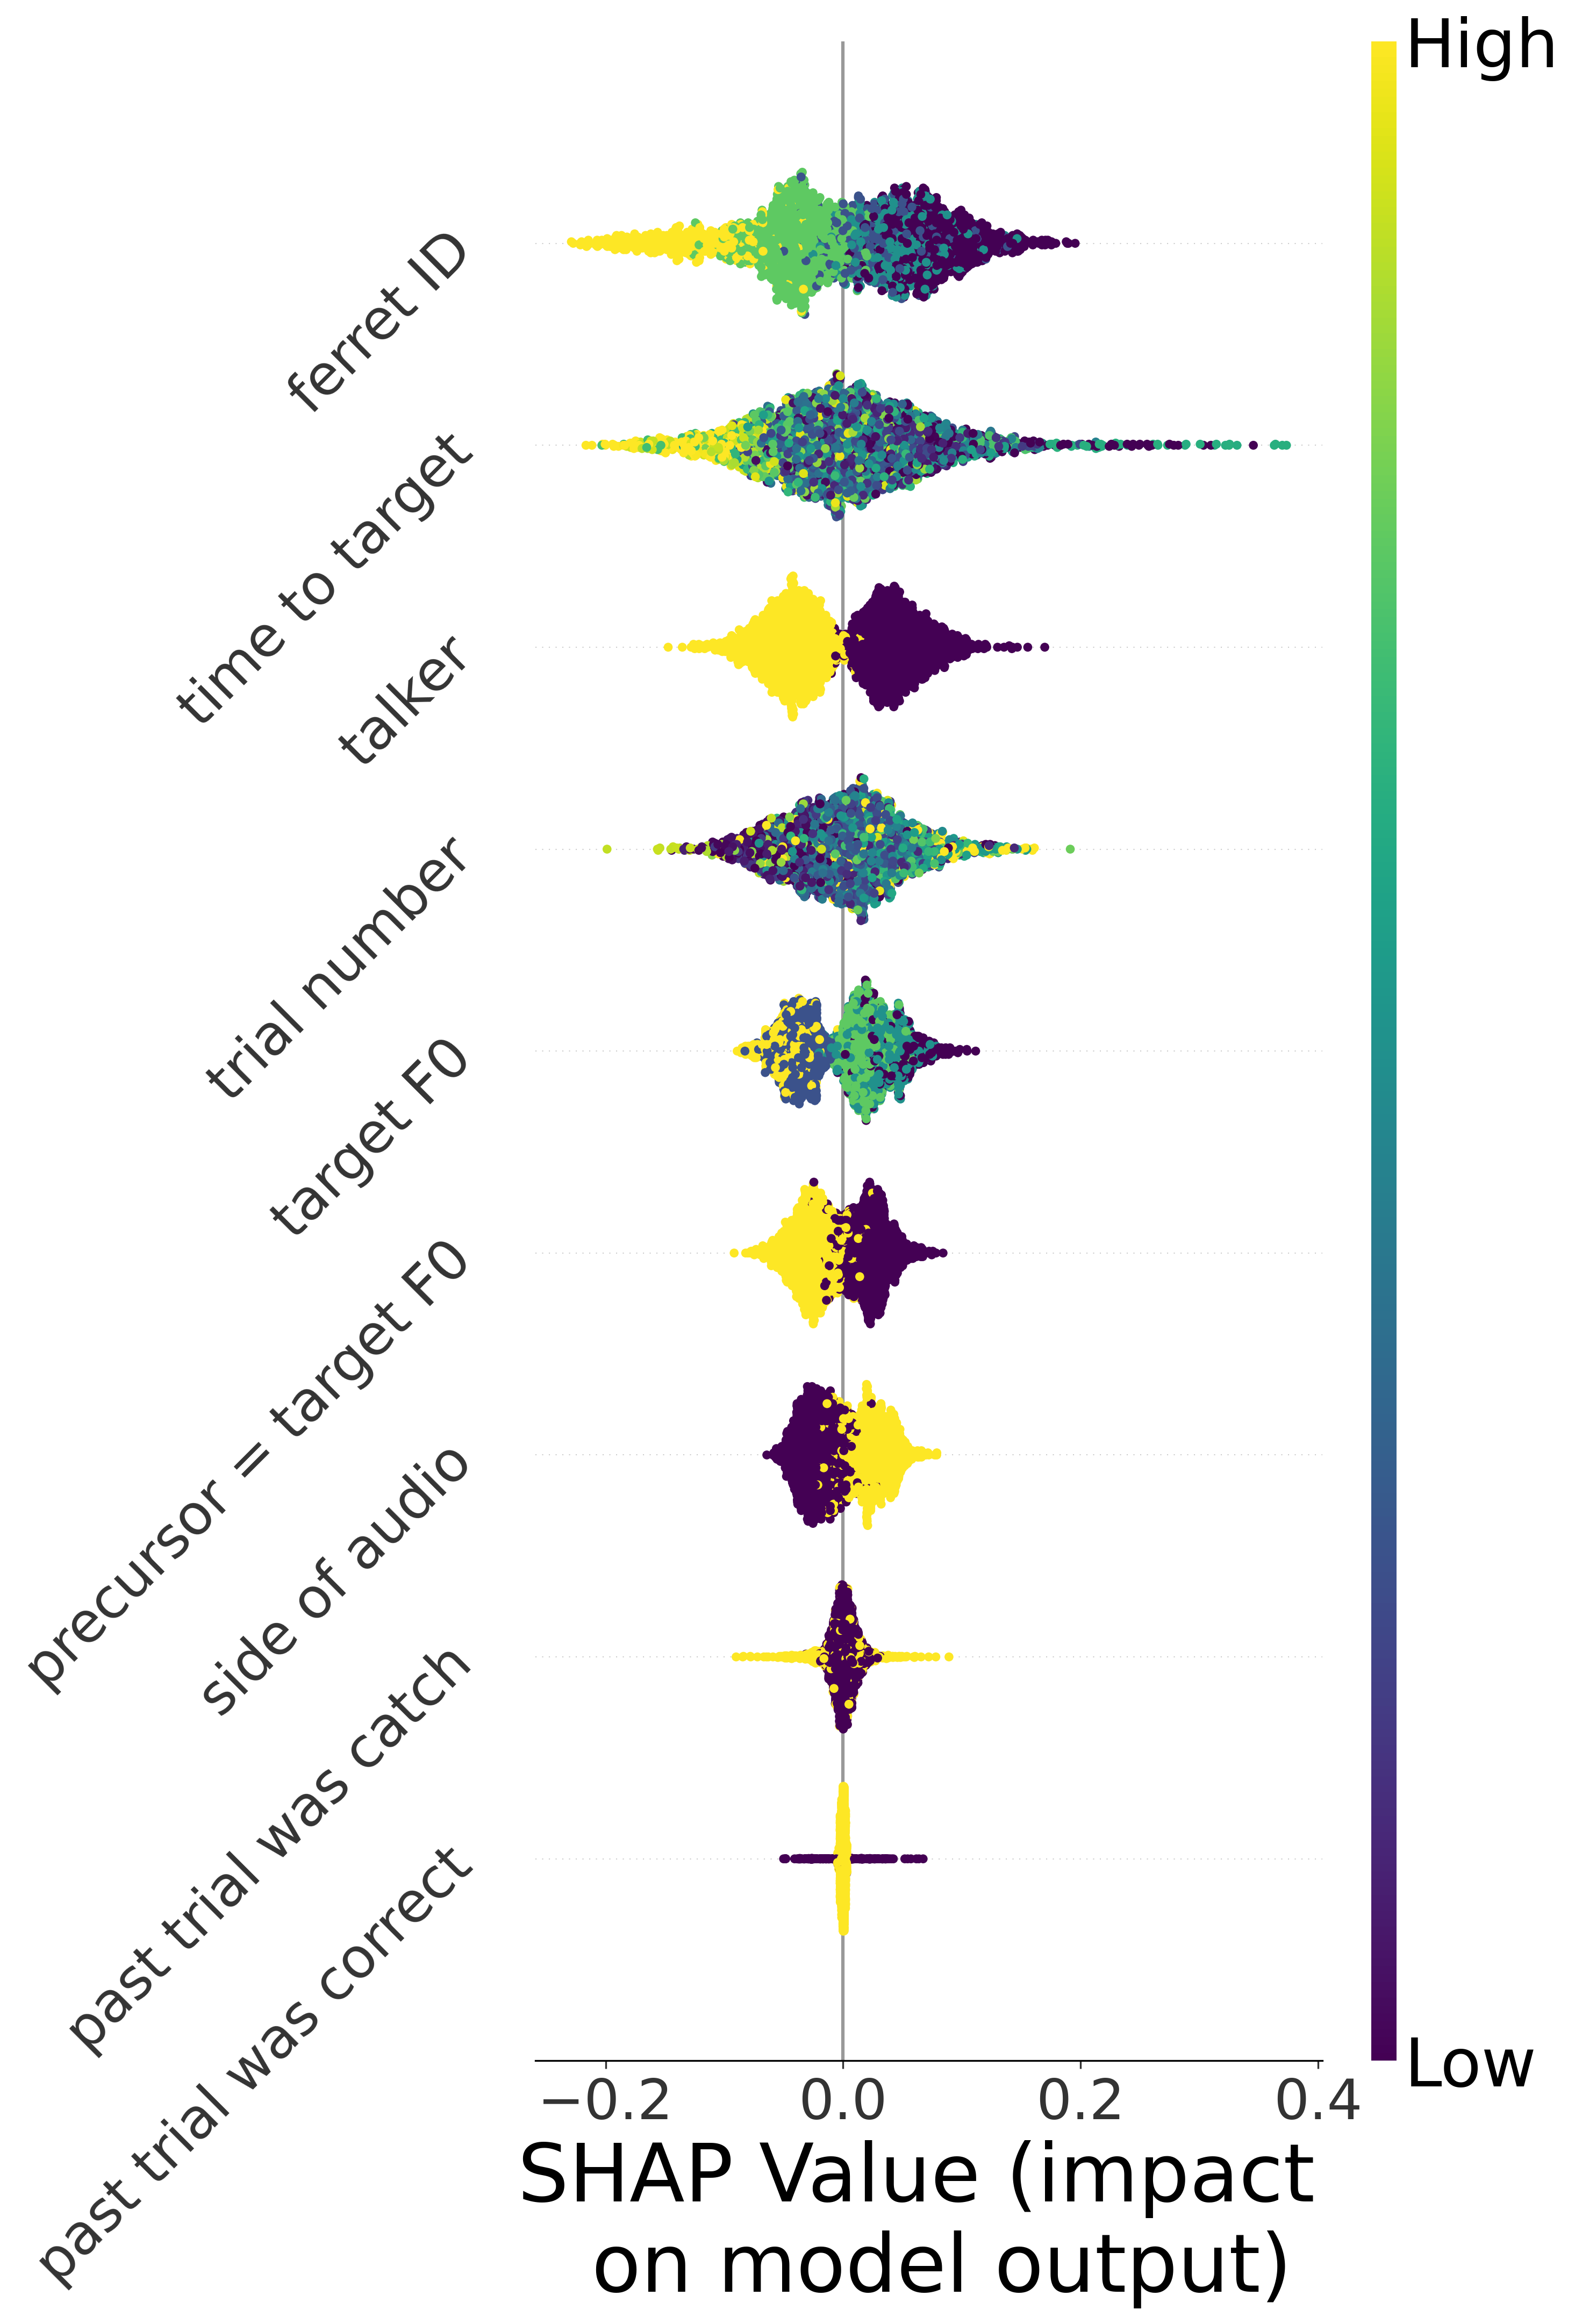 High
ferret ID
time to target
talker
trial number
target F0
precursor = target F0
side of audio
past trial was catch
past trial was correct
Low
−0.2 0.0 0.2 0.4
SHAP Value (impact
on model output)